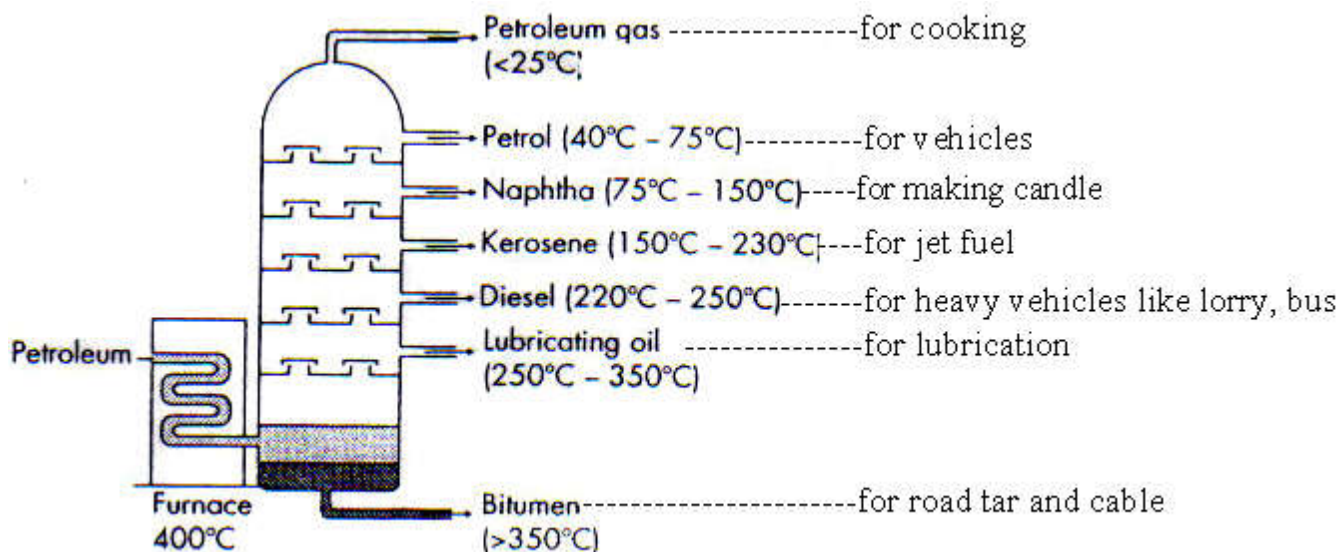 Petroleum gas -------------for cooking
(<25°C)
Petrol (40°C – 75°C)---------for vehicles
Naphtha (75°C – 150°C)-----for making candle
Kerosene (150°C – 230°C)----for jet fuel
Diesel (220°C – 250°C)------for heavy vehicles like lorry, bus
Lubricating oil -------------for lubrication
(250°C – 350°C)
Petroleum
Furnace
400°C
Bitumen-------------------for road tar and cable
(>350°C)